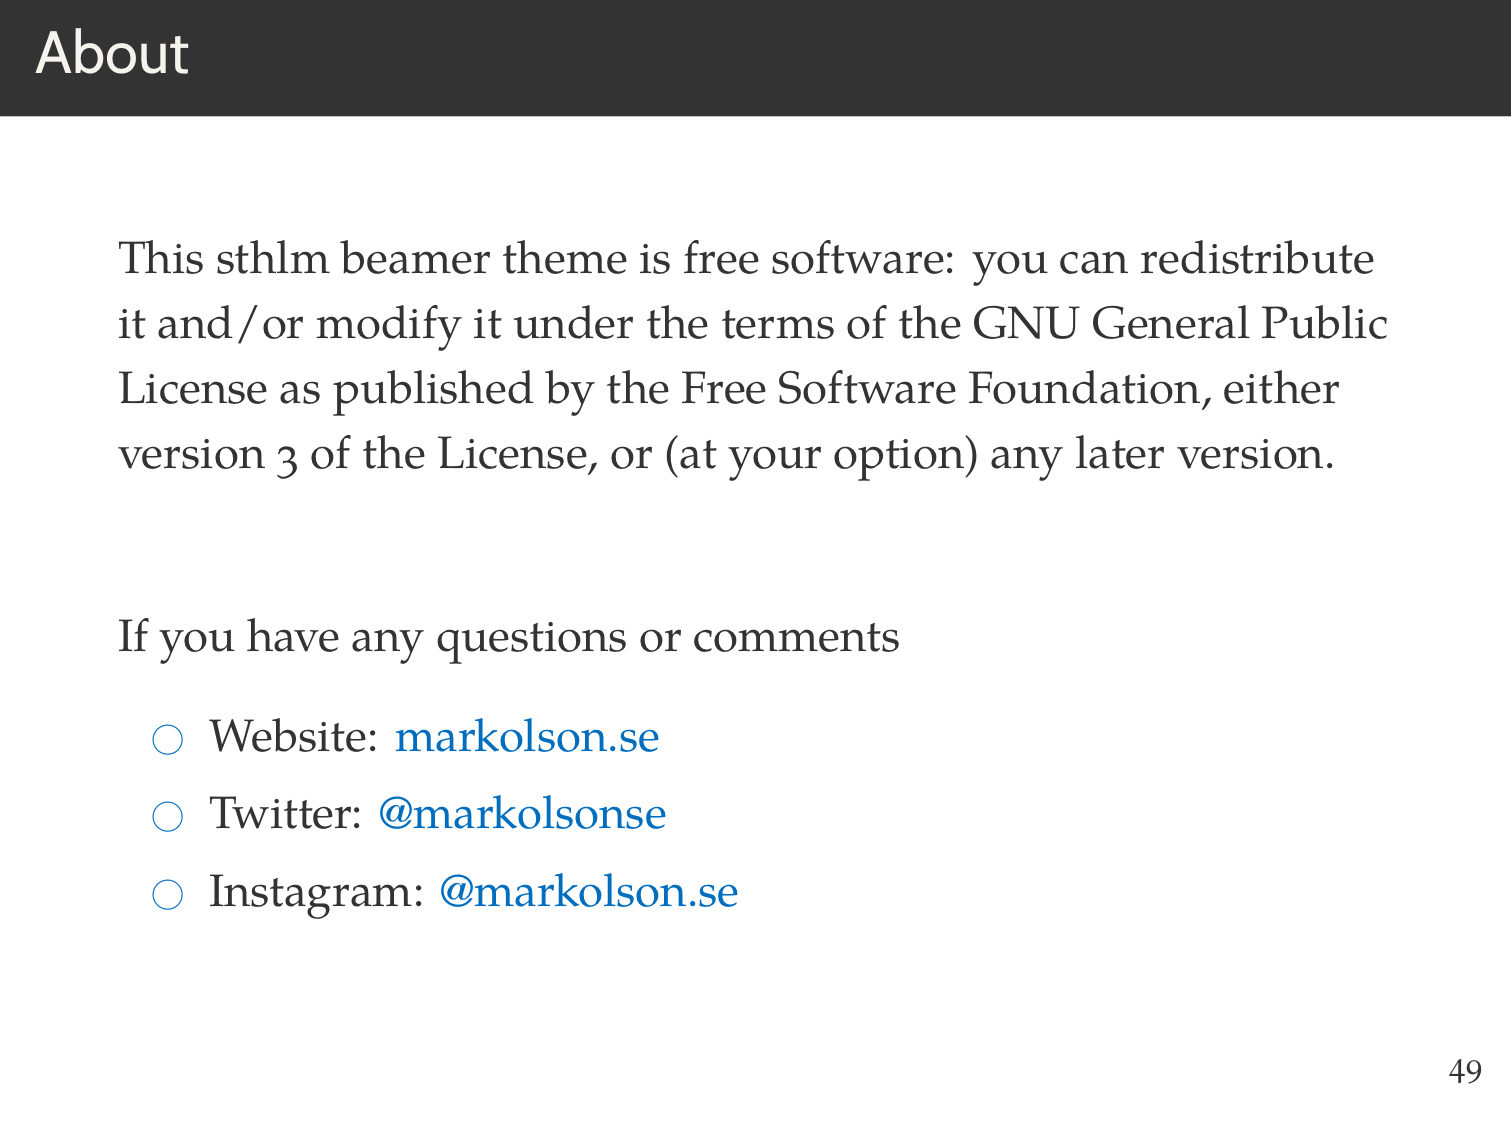 About
This sthlm beamer theme is free software: you can redistribute
it and/or modify it under the terms of the GNU General Public
License as published by the Free Software Foundation, either
version 3 of the License, or (at your option) any later version.
If you have any questions or comments
Website: markolson.se
Twitter: @markolsonse
Instagram: @markolson.se
49